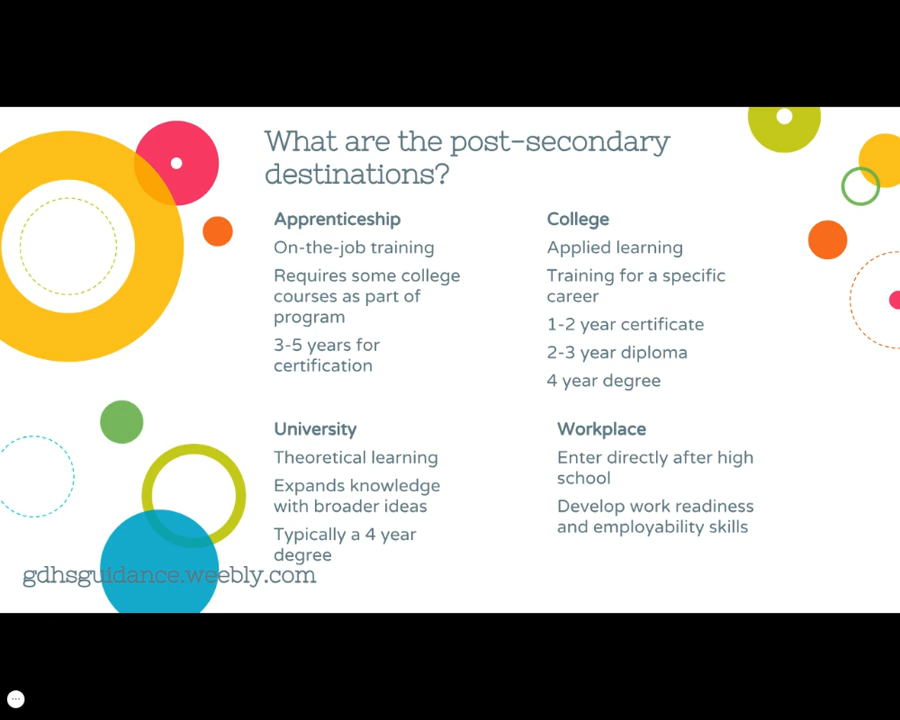 What are the post-secondary
destinations?
Apprenticeship
On-the-job training
Requires some college
courses as part of
program
3-5 years for
certification
College
Applied learning
Training for a specific
career
1-2 year certificate
2-3 year diploma
4 year degree
University
Theoretical learning
Expands knowledge
with broader ideas
Typically a 4 year
degree
Workplace
Enter directly after high
school
Develop work readiness
and employability skills
gdhsguidance.weebly.com